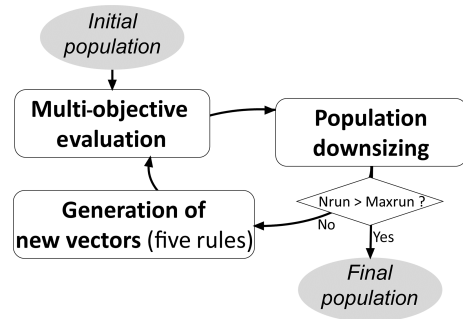 Initial
population
Multi-objective
evaluation
Population
downsizing
Nrun > Maxrun ?
No
Yes
Generation of
new vectors (five rules)
Final
population